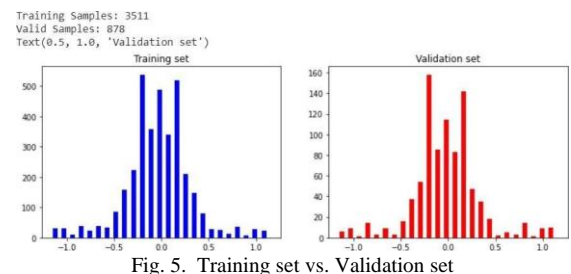 Training Samples: 3511
Valid Samples: 878
Text(0.5, 1.0, 'Validation set')
Training set
500
400
300
200
100
0
-1.0 -0.5 0.0 0.5 1.0
Validation set
160
140
120
100
80
60
40
20
0
-1.0 -0.5 0.0 0.5 1.0
Fig. 5. Training set vs. Validation set